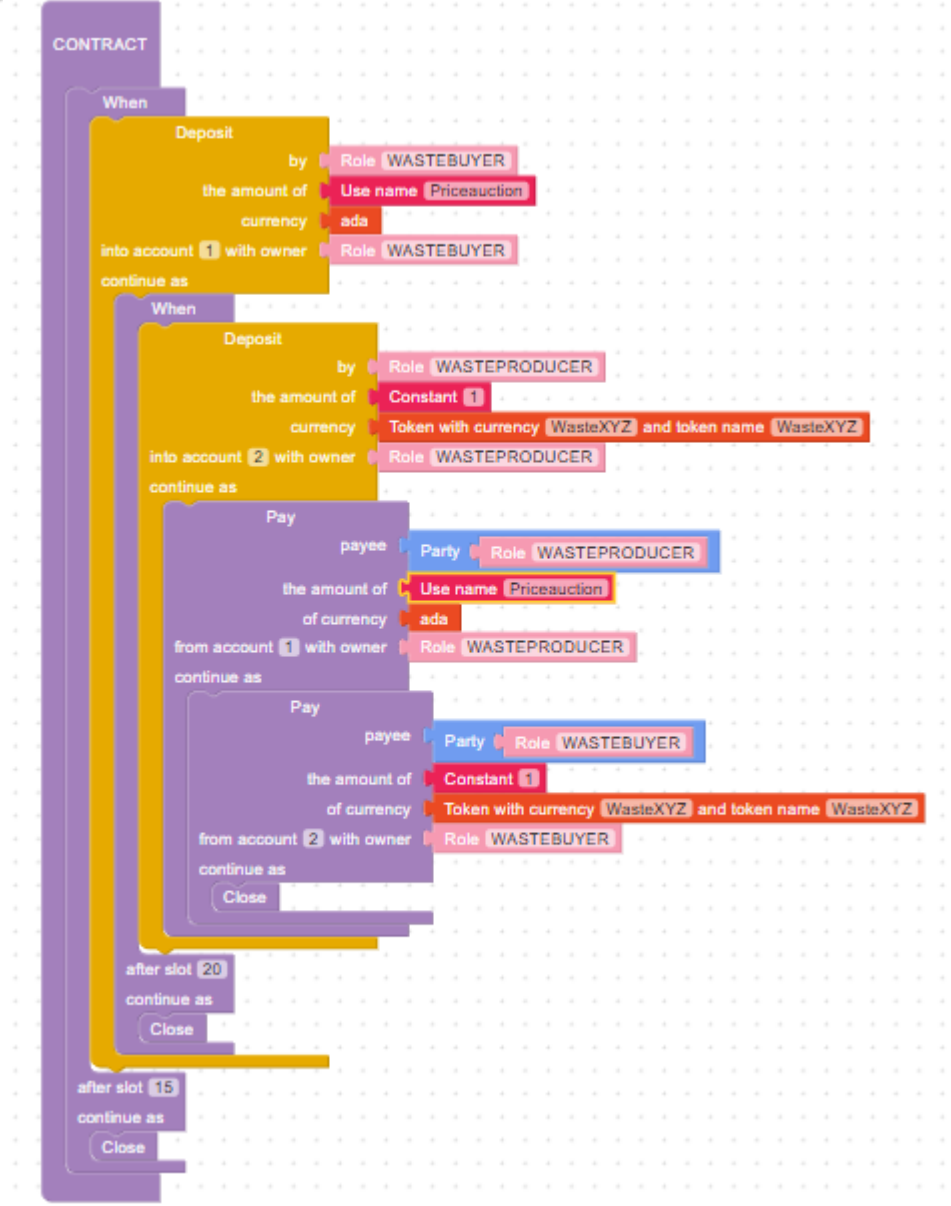 CONTRACT
When
Deposit
by Role WASTEBUYER
the amount of Use name Priceauction
currency ada
into account 1 with owner Role WASTEBUYER
continue as
When
Deposit
by Role WASTEPRODUCER
the amount of Constant 1
currency Token with currency WasteXYZ and token name WasteXYZ
into account 2 with owner Role WASTEPRODUCER
continue as
Pay
payee Party Role WASTEPRODUCER
the amount of Use name Priceauction
of currency ada
from account 1 with owner Role WASTEPRODUCER
continue as
Pay
payee Party Role WASTEBUYER
the amount of Constant 1
of currency Token with currency WasteXYZ and token name WasteXYZ
from account 2 with owner Role WASTEBUYER
continue as
Close
after slot 20
continue as
Close
after slot 15
continue as
Close